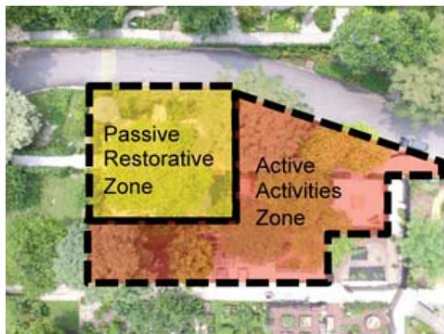 Passive
Restorative
Zone
Active
Activities
Zone